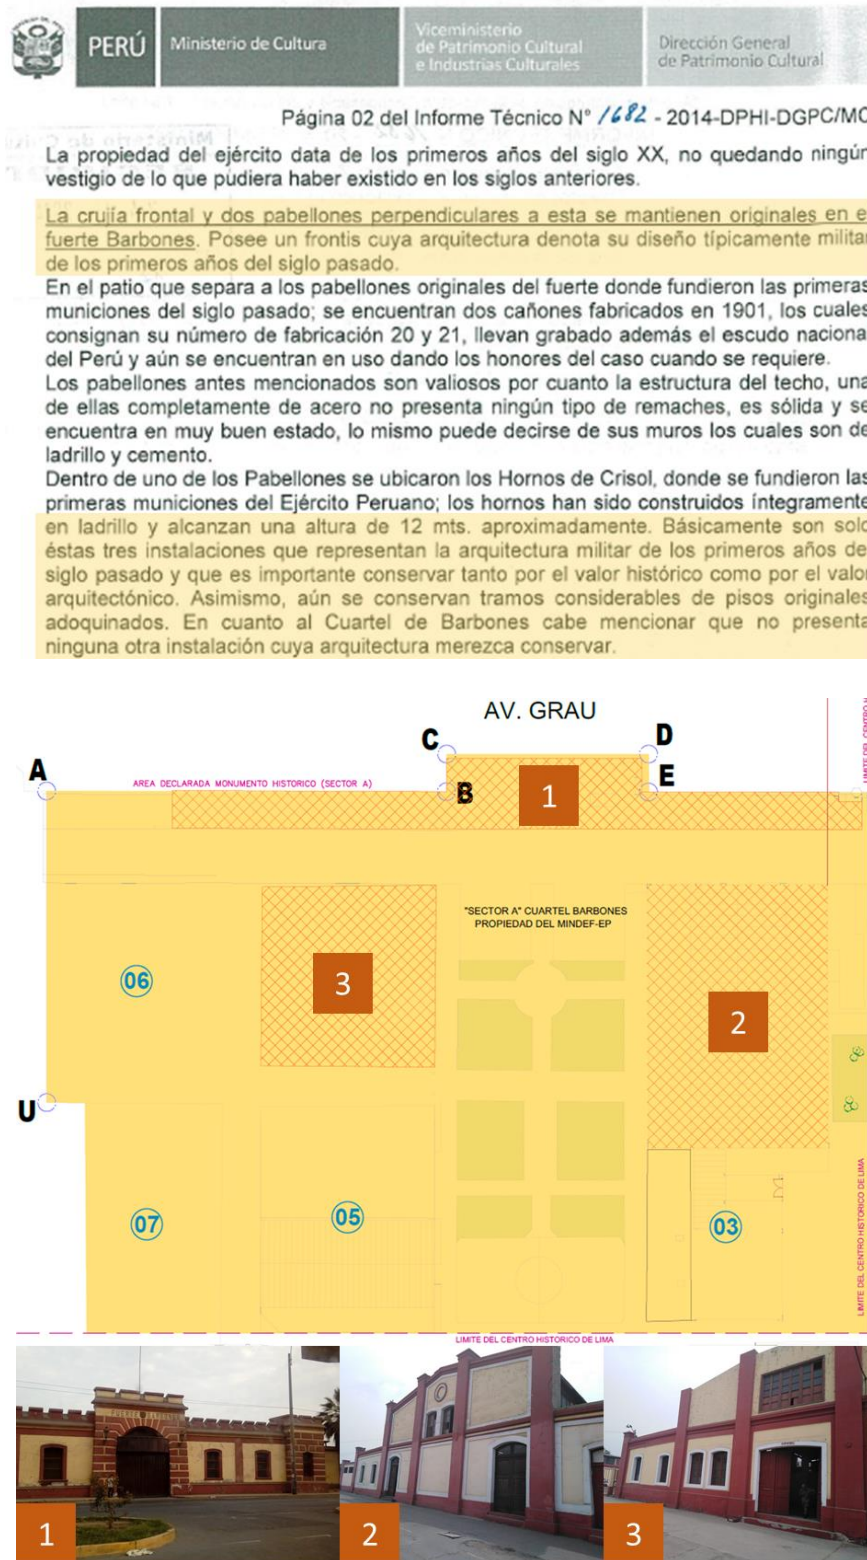 PERÚ
Ministerio de Cultura
Viceministerio
de Patrimonio Cultural
e Industrias Culturales
Dirección General
de Patrimonio Cultural
Página 02 del Informe Técnico N° 1682 - 2014-DPHI-DGPC/MC
La propiedad del ejército data de los primeros años del siglo XX, no quedando ningún
vestigio de lo que pudiera haber existido en los siglos anteriores.
La crujía frontal y dos pabellones perpendiculares a esta se mantienen originales en e
fuerte Barbones. Posee un frontis cuya arquitectura denota su diseño típicamente militar
de los primeros años del siglo pasado.
En el patio que separa a los pabellones originales del fuerte donde fundieron las primeras
municiones del siglo pasado; se encuentran dos cañones fabricados en 1901, los cuales
consignan su número de fabricación 20 y 21, llevan grabado además el escudo naciona
del Perú y aún se encuentran en uso dando los honores del caso cuando se requiere.
Los pabellones antes mencionados son valiosos por cuanto la estructura del techo, una
de ellas completamente de acero no presenta ningún tipo de remaches, es sólida y se
encuentra en muy buen estado, lo mismo puede decirse de sus muros los cuales son de
ladrillo y cemento.
Dentro de uno de los Pabellones se ubicaron los Hornos de Crisol, donde se fundieron las
primeras municiones del Ejército Peruano; los hornos han sido construidos íntegramente
en ladrillo y alcanzan una altura de 12 mts. aproximadamente. Básicamente son solo
éstas tres instalaciones que representan la arquitectura militar de los primeros años de
siglo pasado y que es importante conservar tanto por el valor histórico como por el valor
arquitectónico. Asimismo, aún se conservan tramos considerables de pisos originales
adoquinados. En cuanto al Cuartel de Barbones cabe mencionar que no presenta
ninguna otra instalación cuya arquitectura merezca conservar.
AV. GRAU
C
D
A
AREA DECLARADA MONUMENTO HISTORICO (SECTOR A)
B
1
E
LIMITE DEL CENTRO H
"SECTOR A" CUARTEL BARBONES
PROPIEDAD DEL MINDEF-EP
06
3
2
U
07
05
03
LIMITE DEL CENTRO HISTORICO DE LIMA
LIMITE DEL CENTRO HISTORICO DE LIMA
1
2
3